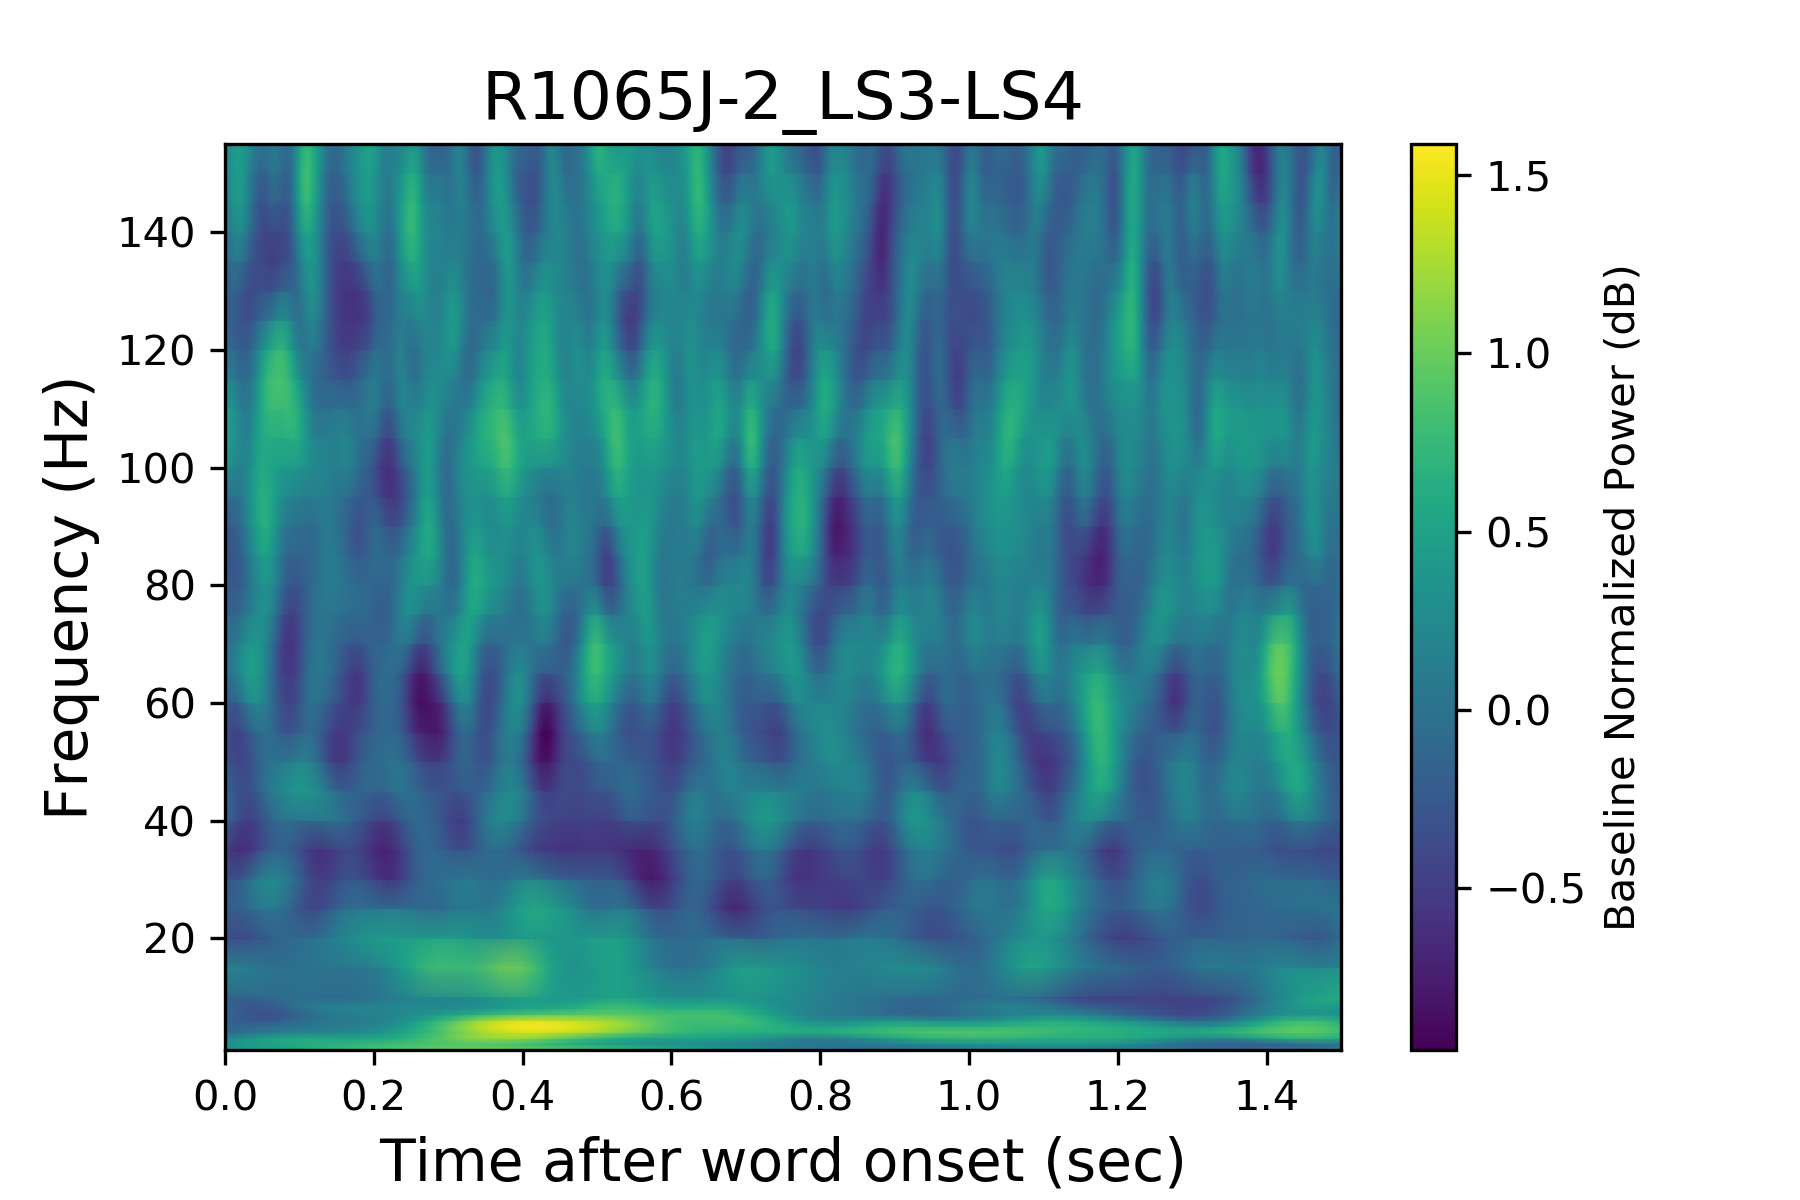 R1065J-2_LS3-LS4
140
120
100
80
60
40
20
Frequency (Hz)
0.0 0.2 0.4 0.6 0.8 1.0 1.2 1.4
Time after word onset (sec)
1.5
1.0
0.5
0.0
−0.5
Baseline Normalized Power (dB)